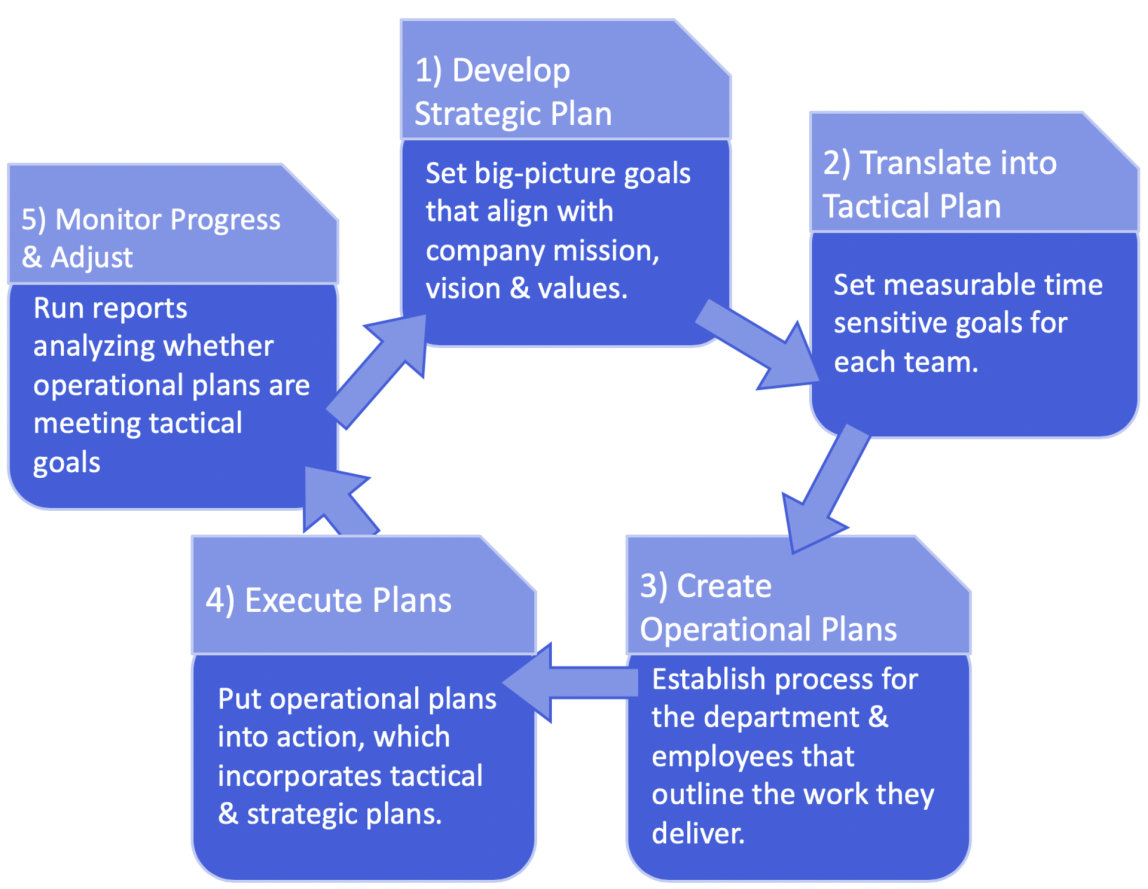 1) Develop
Strategic Plan
Set big-picture goals
that align with
company mission,
vision & values.
2) Translate into
Tactical Plan
Set measurable time
sensitive goals for
each team.
3) Create
Operational Plans
Establish process for
the department &
employees that
outline the work they
deliver.
4) Execute Plans
Put operational plans
into action, which
incorporates tactical
& strategic plans.
5) Monitor Progress
& Adjust
Run reports
analyzing whether
operational plans are
meeting tactical
goals